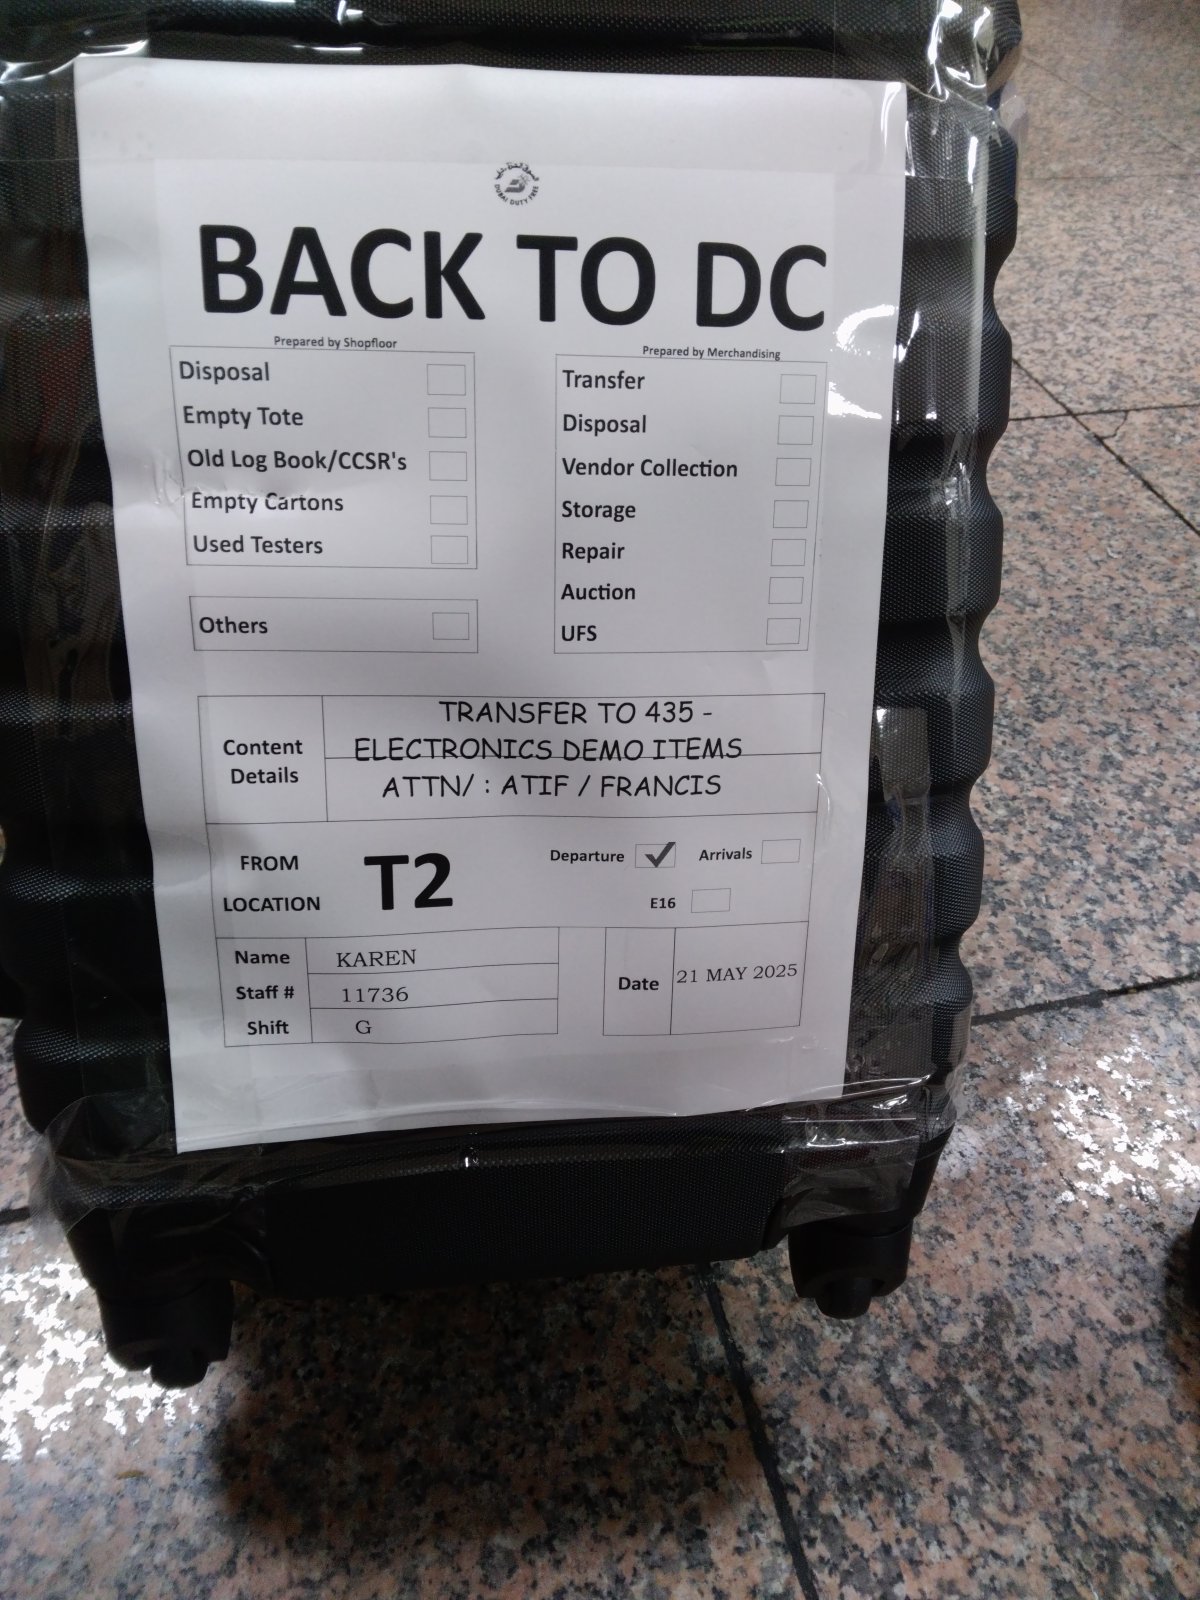 DUBAI DUTY FREE
BACK TO DC
Prepared by Shopfloor
Disposal
Empty Tote
Old Log Book/CCSR's
Empty Cartons
Used Testers
Others
Prepared by Merchandising
Transfer
Disposal
Vendor Collection
Storage
Repair
Auction
UFS
Content
Details
TRANSFER TO 435 -
ELECTRONICS DEMO ITEMS
ATTN/ : ATIF / FRANCIS
FROM
LOCATION
T2
Departure ✓ Arrivals
E16
Name KAREN
Staff # 11736
Shift G
Date 21 MAY 2025